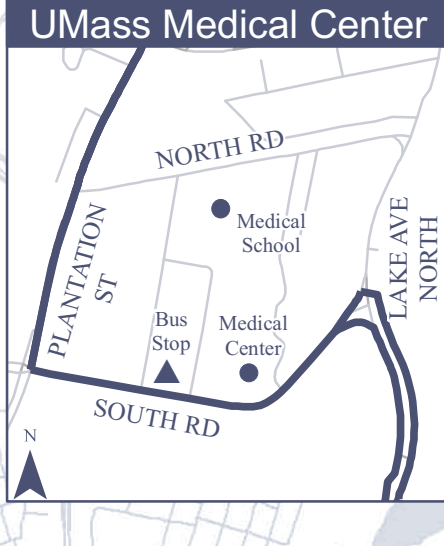 UMass Medical Center
NORTH RD
Medical
School
PLANTATION
ST
LAKE AVE
NORTH
Bus
Stop
Medical
Center
SOUTH RD
N